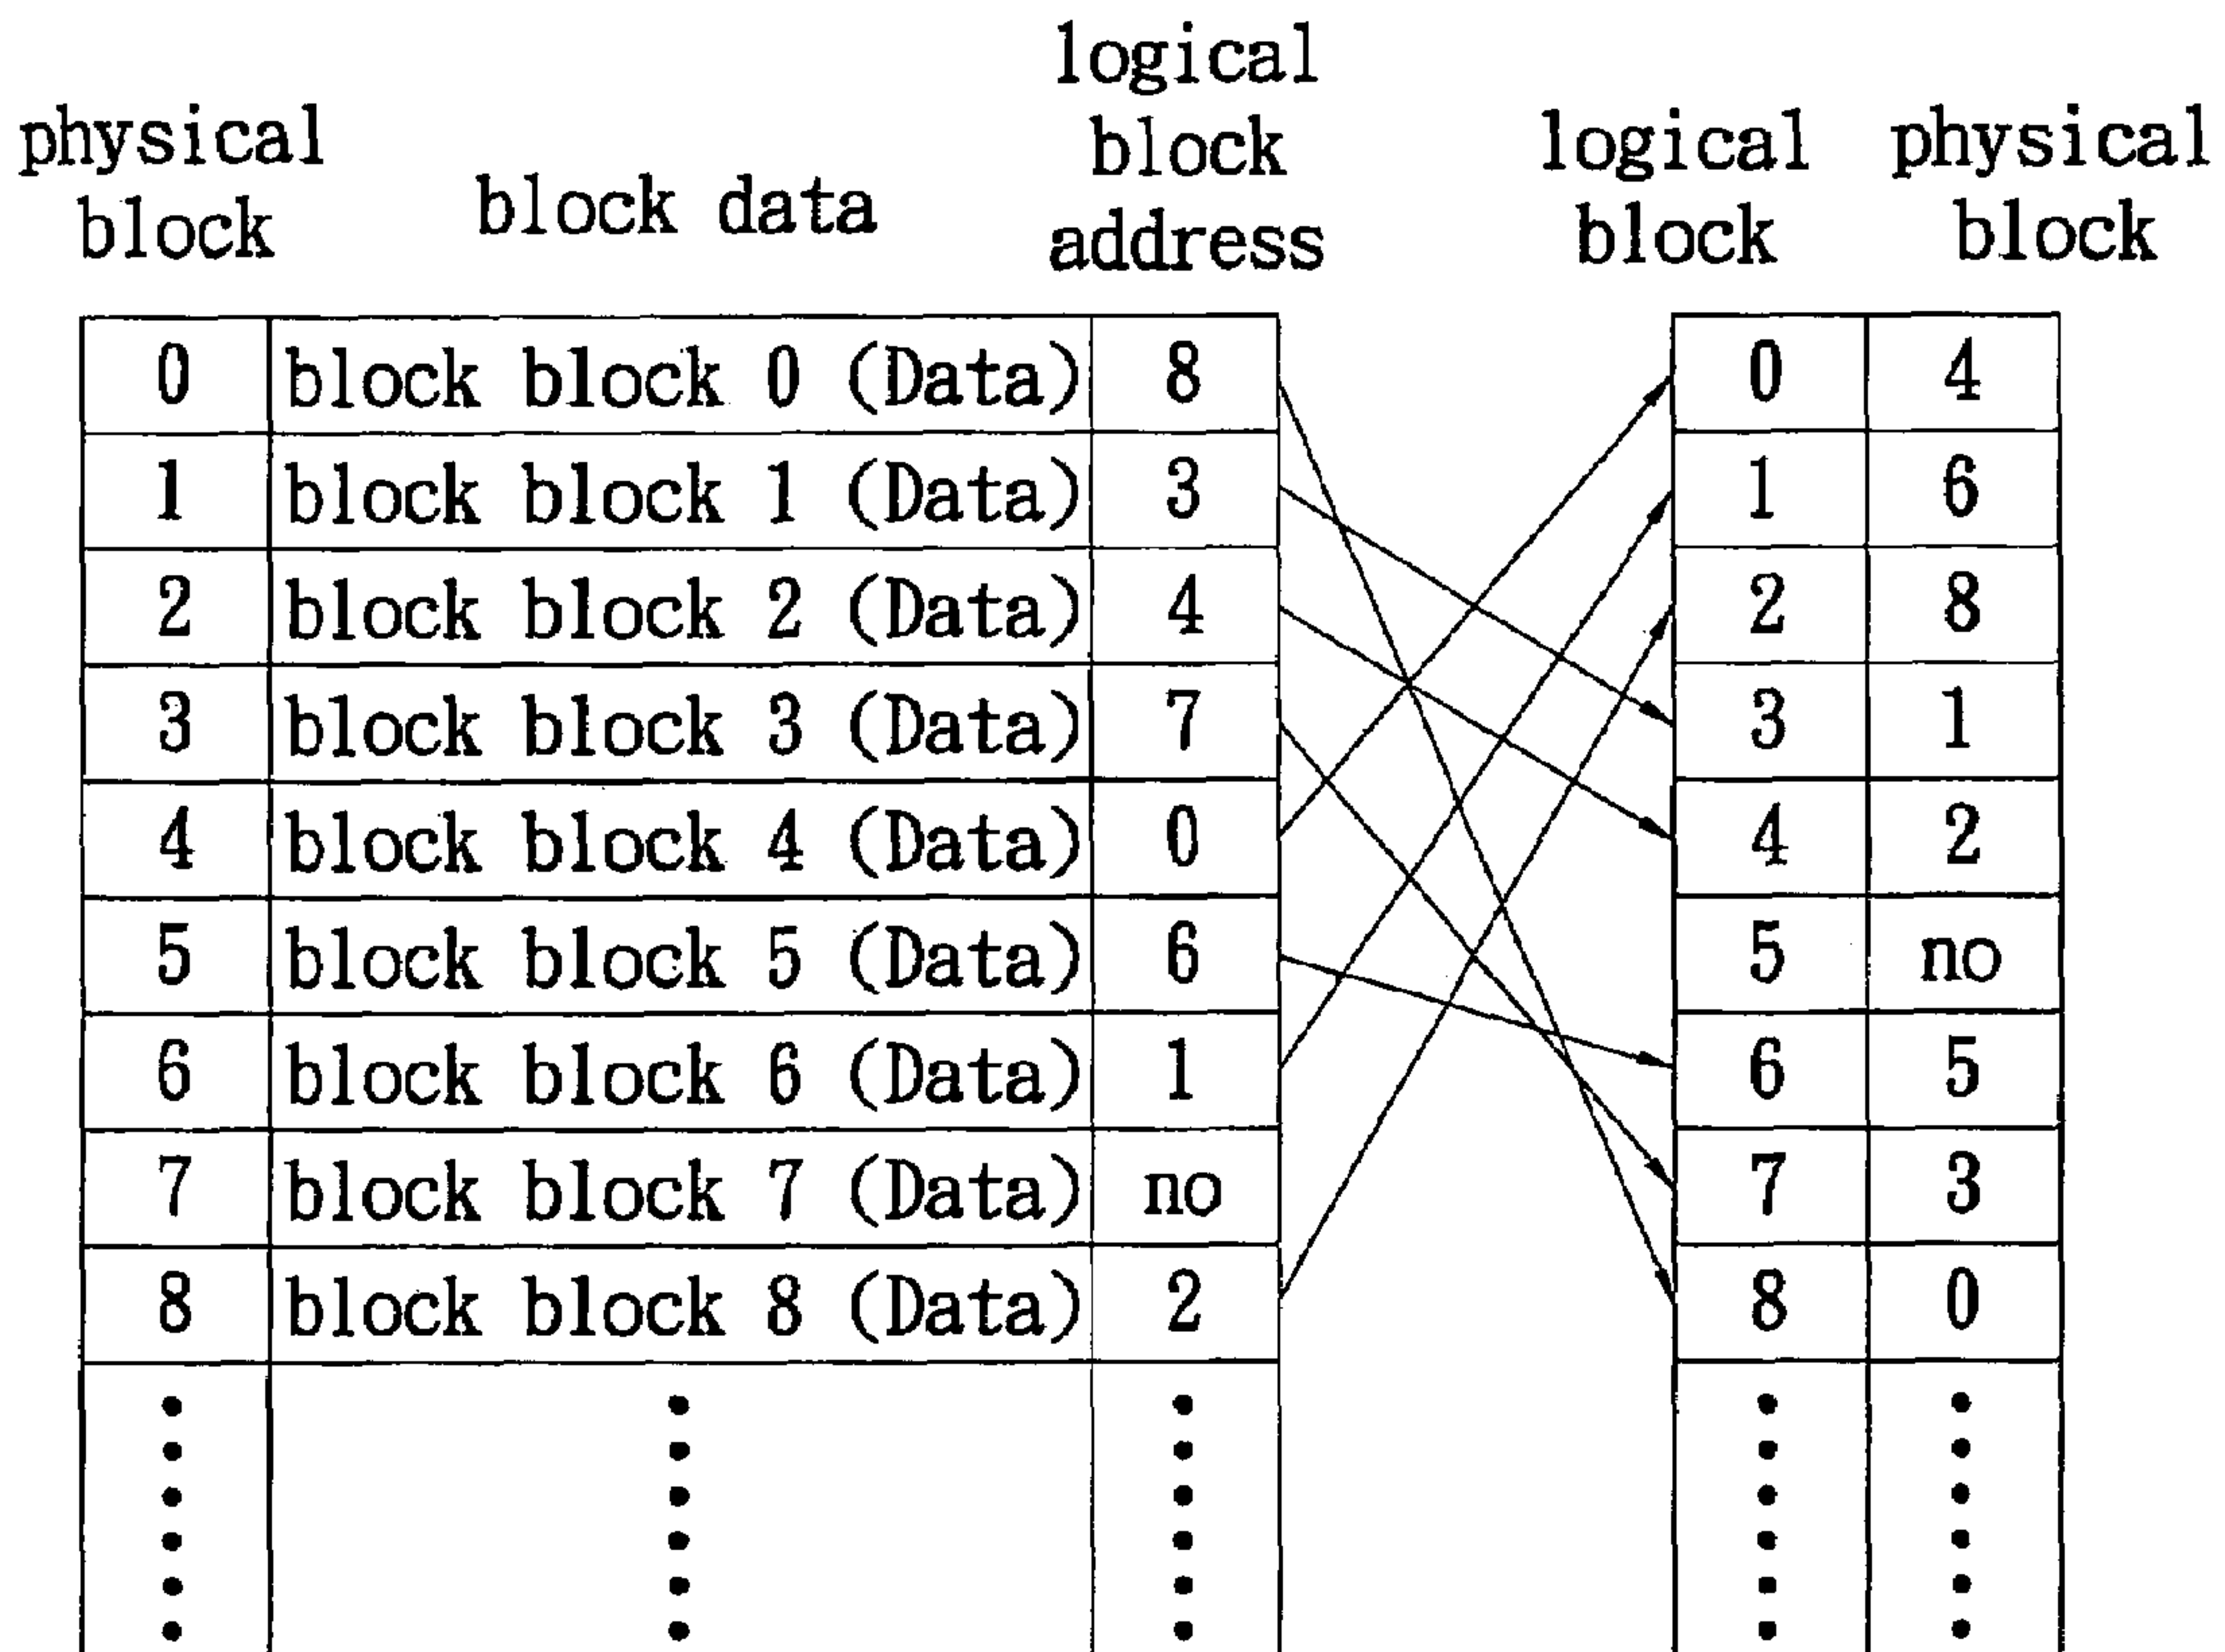 physical block
block data
logical block address
logical block
physical block
0 block block 0 (Data) 8
1 block block 1 (Data) 3
2 block block 2 (Data) 4
3 block block 3 (Data) 7
4 block block 4 (Data) 0
5 block block 5 (Data) 6
6 block block 6 (Data) 1
7 block block 7 (Data) no
8 block block 8 (Data) 2
0 4
1 6
2 8
3 1
4 2
5 no
6 5
7 3
8 0